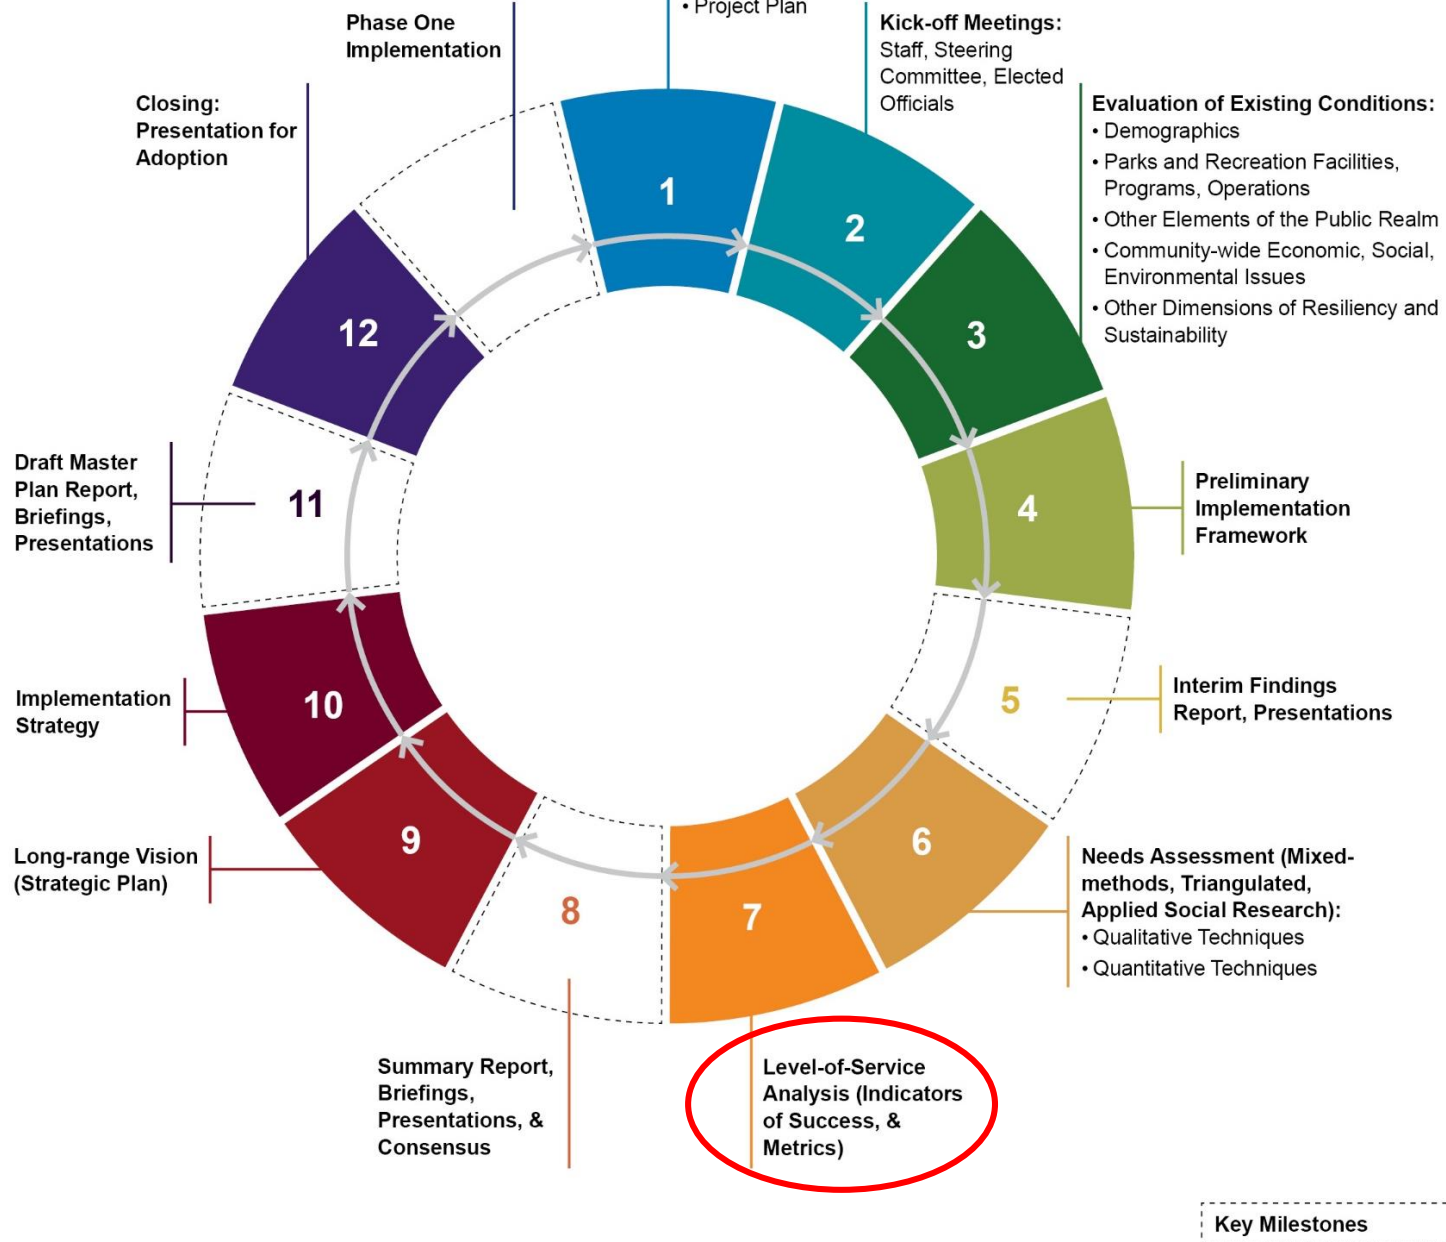 • Project Plan
1
Kick-off Meetings:
Staff, Steering
Committee, Elected
Officials
2
Evaluation of Existing Conditions:
• Demographics
• Parks and Recreation Facilities,
Programs, Operations
• Other Elements of the Public Realm
• Community-wide Economic, Social,
Environmental Issues
• Other Dimensions of Resiliency and
Sustainability
3
Preliminary
Implementation
Framework
4
Interim Findings
Report, Presentations
5
Needs Assessment (Mixed-
methods, Triangulated,
Applied Social Research):
• Qualitative Techniques
• Quantitative Techniques
6
Level-of-Service
Analysis (Indicators
of Success, &
Metrics)
7
Summary Report,
Briefings,
Presentations, &
Consensus
8
Long-range Vision
(Strategic Plan)
9
Implementation
Strategy
10
Draft Master
Plan Report,
Briefings,
Presentations
11
Closing:
Presentation for
Adoption
12
Phase One
Implementation
Key Milestones